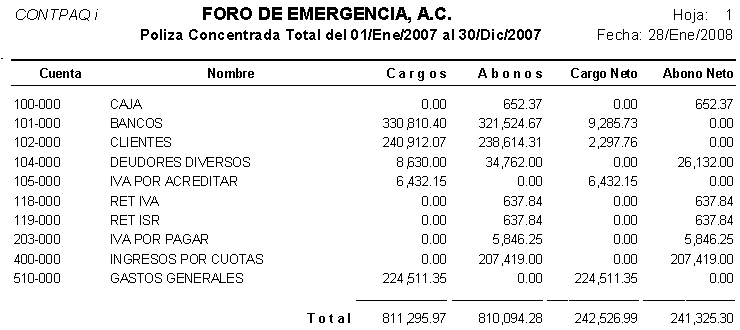 CONTPAQ i FORO DE EMERGENCIA, A.C. Hoja: 1
Poliza Concentrada Total del 01/Ene/2007 al 30/Dic/2007 Fecha: 28/Ene/2008
Cuenta Nombre Cargos Abonos Cargo Neto Abono Neto
100-000 CAJA 0.00 652.37 0.00 652.37
101-000 BANCOS 330,810.40 321,524.67 9,285.73 0.00
102-000 CLIENTES 240,912.07 238,614.31 2,297.76 0.00
104-000 DEUDORES DIVERSOS 8,630.00 34,762.00 0.00 26,132.00
105-000 IVA POR ACREDITAR 6,432.15 0.00 6,432.15 0.00
118-000 RET IVA 0.00 637.84 0.00 637.84
119-000 RET ISR 0.00 637.84 0.00 637.84
203-000 IVA POR PAGAR 0.00 5,846.25 0.00 5,846.25
400-000 INGRESOS POR CUOTAS 0.00 207,419.00 0.00 207,419.00
510-000 GASTOS GENERALES 224,511.35 0.00 224,511.35 0.00
Total 811,295.97 810,094.28 242,526.99 241,325.30